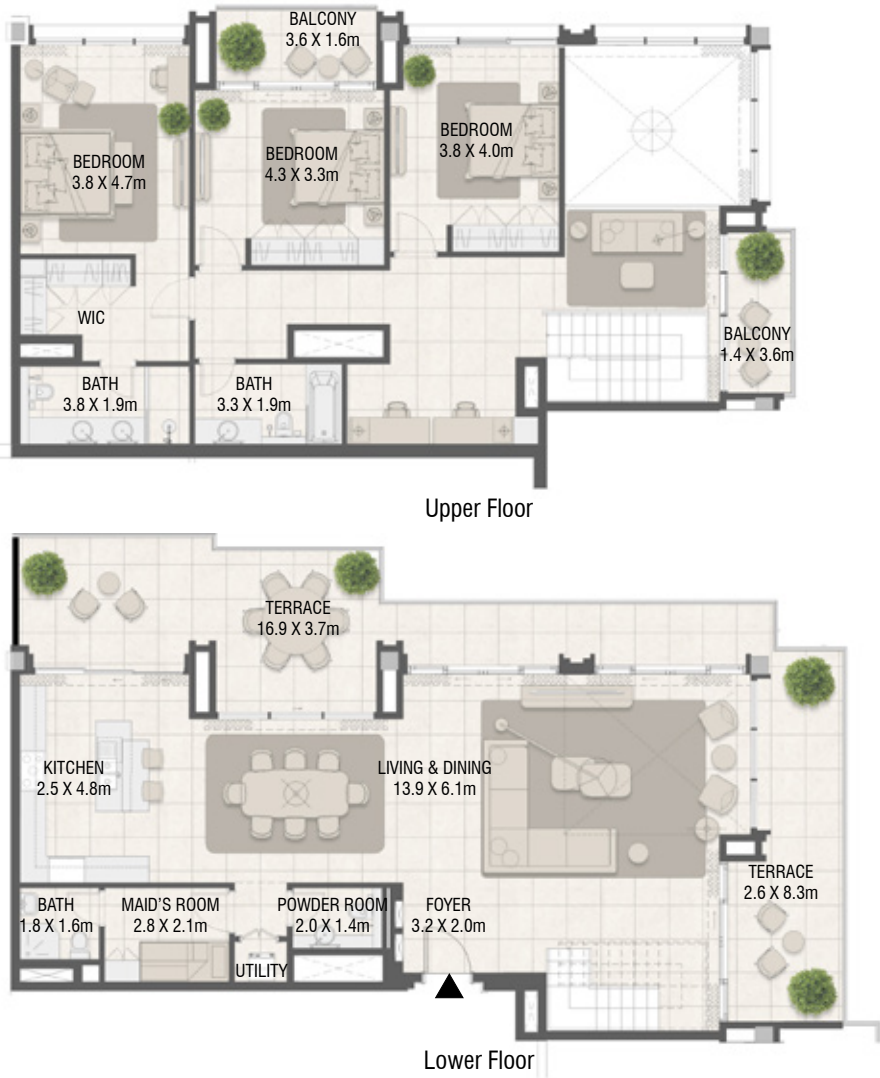 BALCONY
3.6 X 1.6m
BEDROOM
3.8 X 4.7m
BEDROOM
4.3 X 3.3m
BEDROOM
3.8 X 4.0m
WIC
BALCONY
1.4 X 3.6m
BATH
3.8 X 1.9m
BATH
3.3 X 1.9m
Upper Floor
TERRACE
16.9 X 3.7m
KITCHEN
2.5 X 4.8m
LIVING & DINING
13.9 X 6.1m
TERRACE
2.6 X 8.3m
BATH
1.8 X 1.6m
MAID'S ROOM
2.8 X 2.1m
POWDER ROOM
2.0 X 1.4m
FOYER
3.2 X 2.0m
UTILITY
Lower Floor